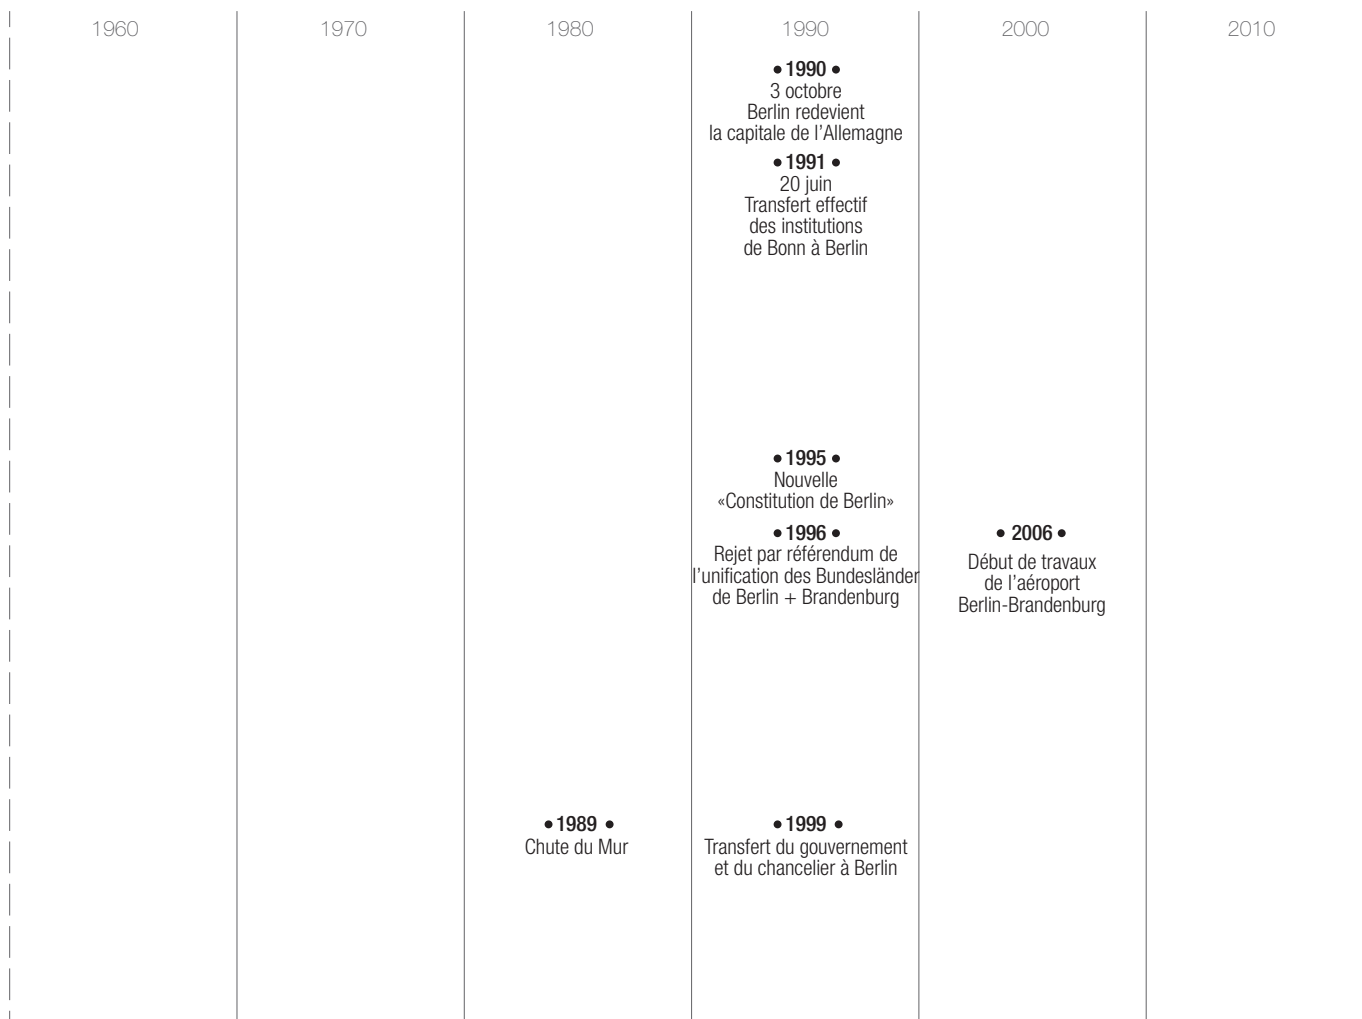 1960 1970 1980 1990 2000 2010
• 1990 •
3 octobre
Berlin redevient
la capitale de l'Allemagne
• 1991 •
20 juin
Transfert effectif
des institutions
de Bonn à Berlin
• 1995 •
Nouvelle
«Constitution de Berlin»
• 1996 •
Rejet par référendum de
l'unification des Bundesländer
de Berlin + Brandenburg
• 2006 •
Début de travaux
de l'aéroport
Berlin-Brandenburg
• 1989 •
Chute du Mur
• 1999 •
Transfert du gouvernement
et du chancelier à Berlin